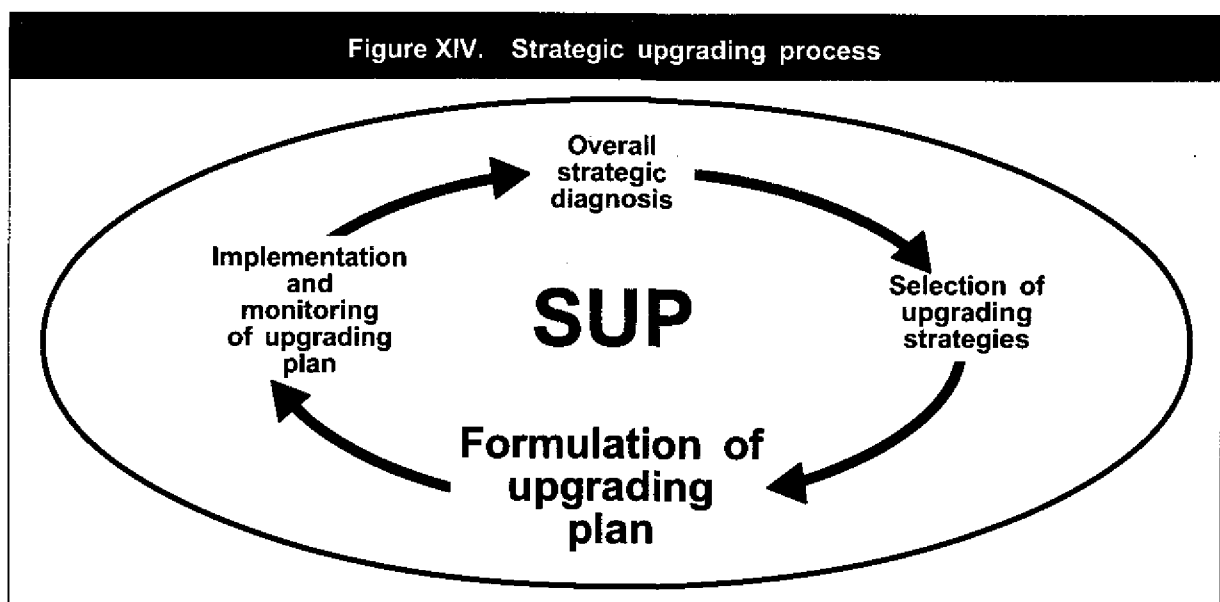 Figure XIV. Strategic upgrading process
Overall
strategic
diagnosis
Selection of
upgrading
strategies
Formulation of
upgrading
plan
Implementation
and
monitoring
of upgrading
plan
SUP